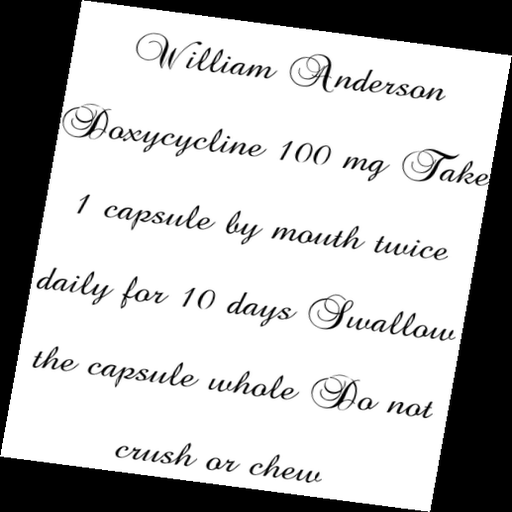 William Anderson
Doxycycline 100 mg Take
1 capsule by mouth twice
daily for 10 days Swallow
the capsule whole Do not
crush or chew